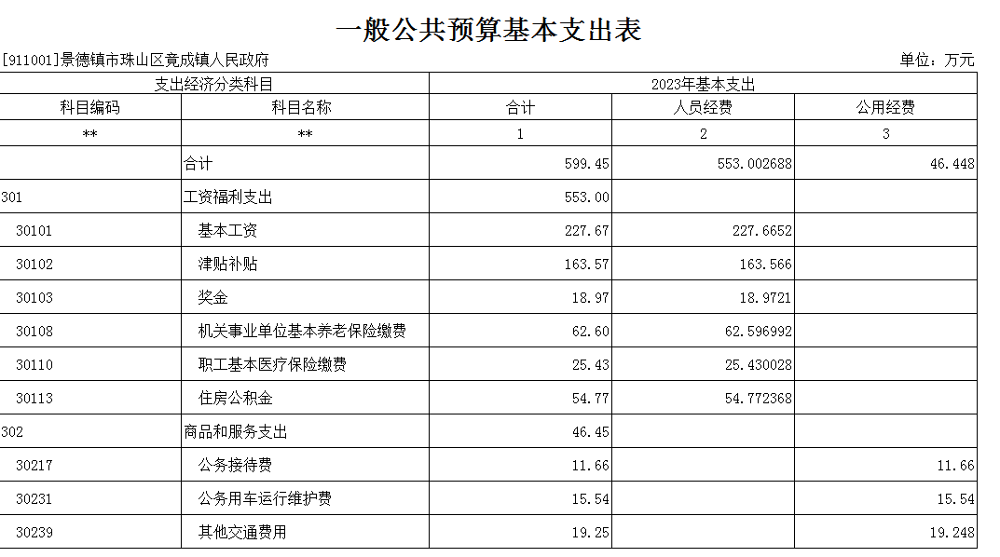 一般公共预算基本支出表
[911001]景德镇市珠山区竟成镇人民政府 单位：万元
支出经济分类科目 2023年基本支出
科目编码 科目名称 合计 人员经费 公用经费
** ** 1 2 3
合计 599.45 553.002688 46.448
301 工资福利支出 553.00
30101 基本工资 227.67 227.6652
30102 津贴补贴 163.57 163.566
30103 奖金 18.97 18.9721
30108 机关事业单位基本养老保险缴费 62.60 62.596992
30110 职工基本医疗保险缴费 25.43 25.430028
30113 住房公积金 54.77 54.772368
302 商品和服务支出 46.45
30217 公务接待费 11.66 11.66
30231 公务用车运行维护费 15.54 15.54
30239 其他交通费用 19.25 19.248